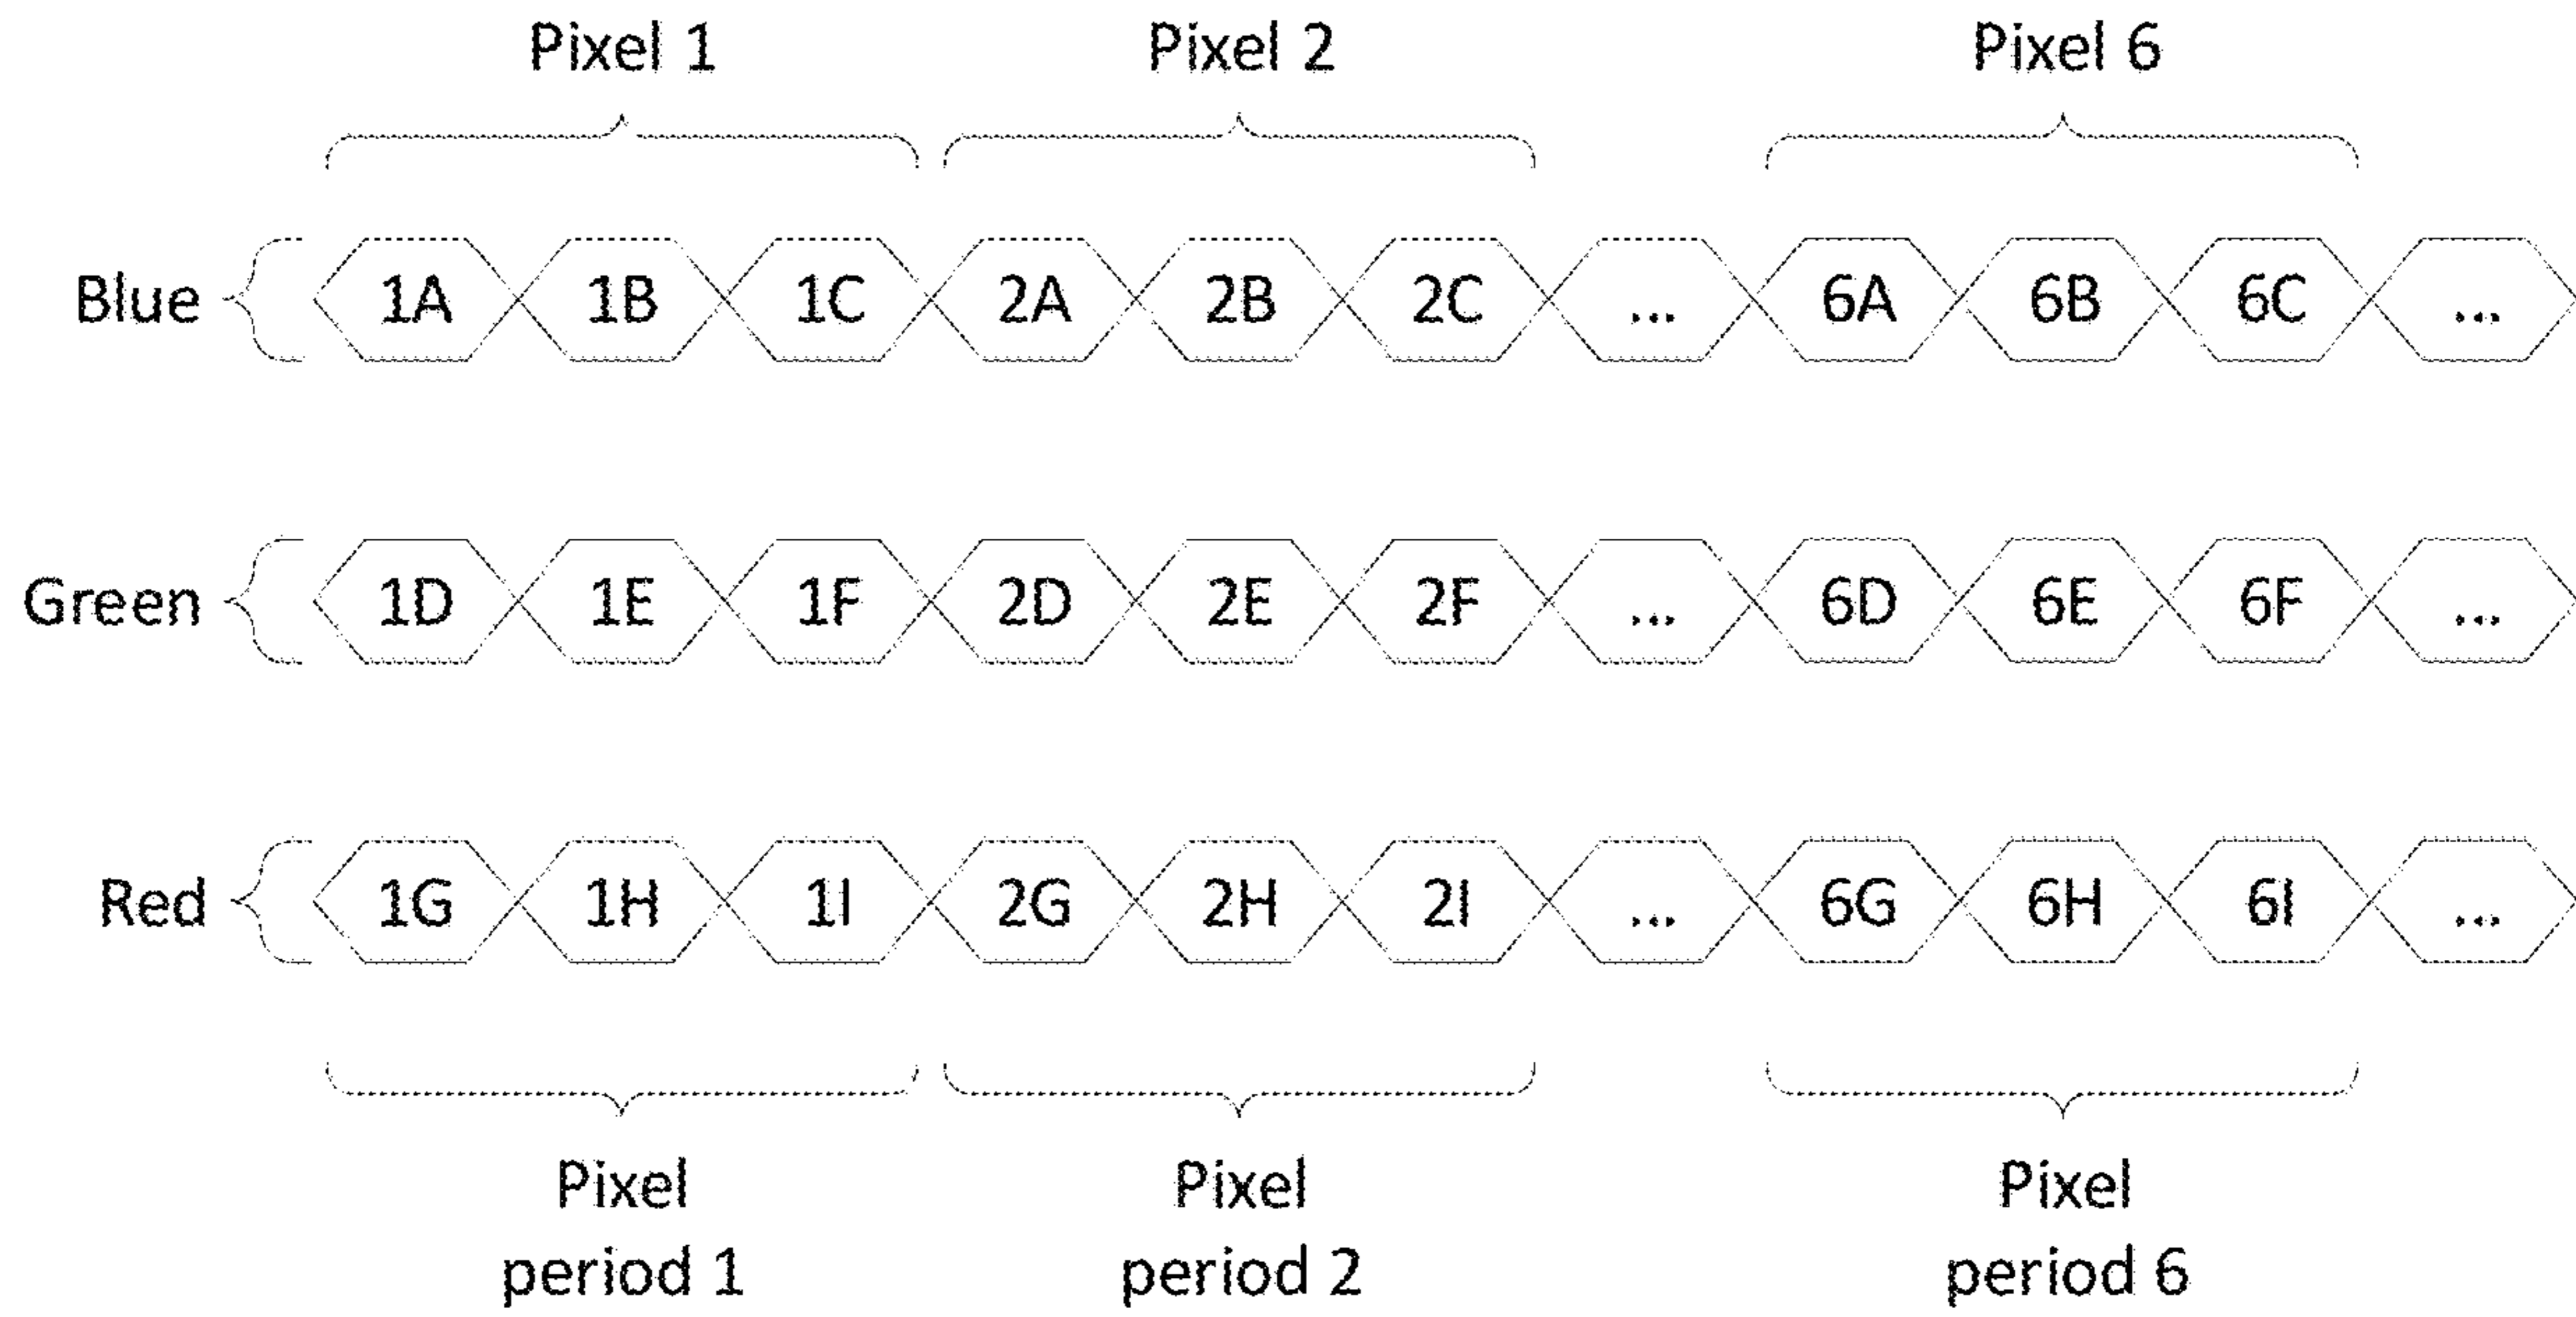 Pixel 1 Pixel 2 Pixel 6
Blue 1A 1B 1C 2A 2B 2C ... 6A 6B 6C ...
Green 1D 1E 1F 2D 2E 2F ... 6D 6E 6F ...
Red 1G 1H 1I 2G 2H 2I ... 6G 6H 6I ...
Pixel Pixel Pixel
period 1 period 2 period 6